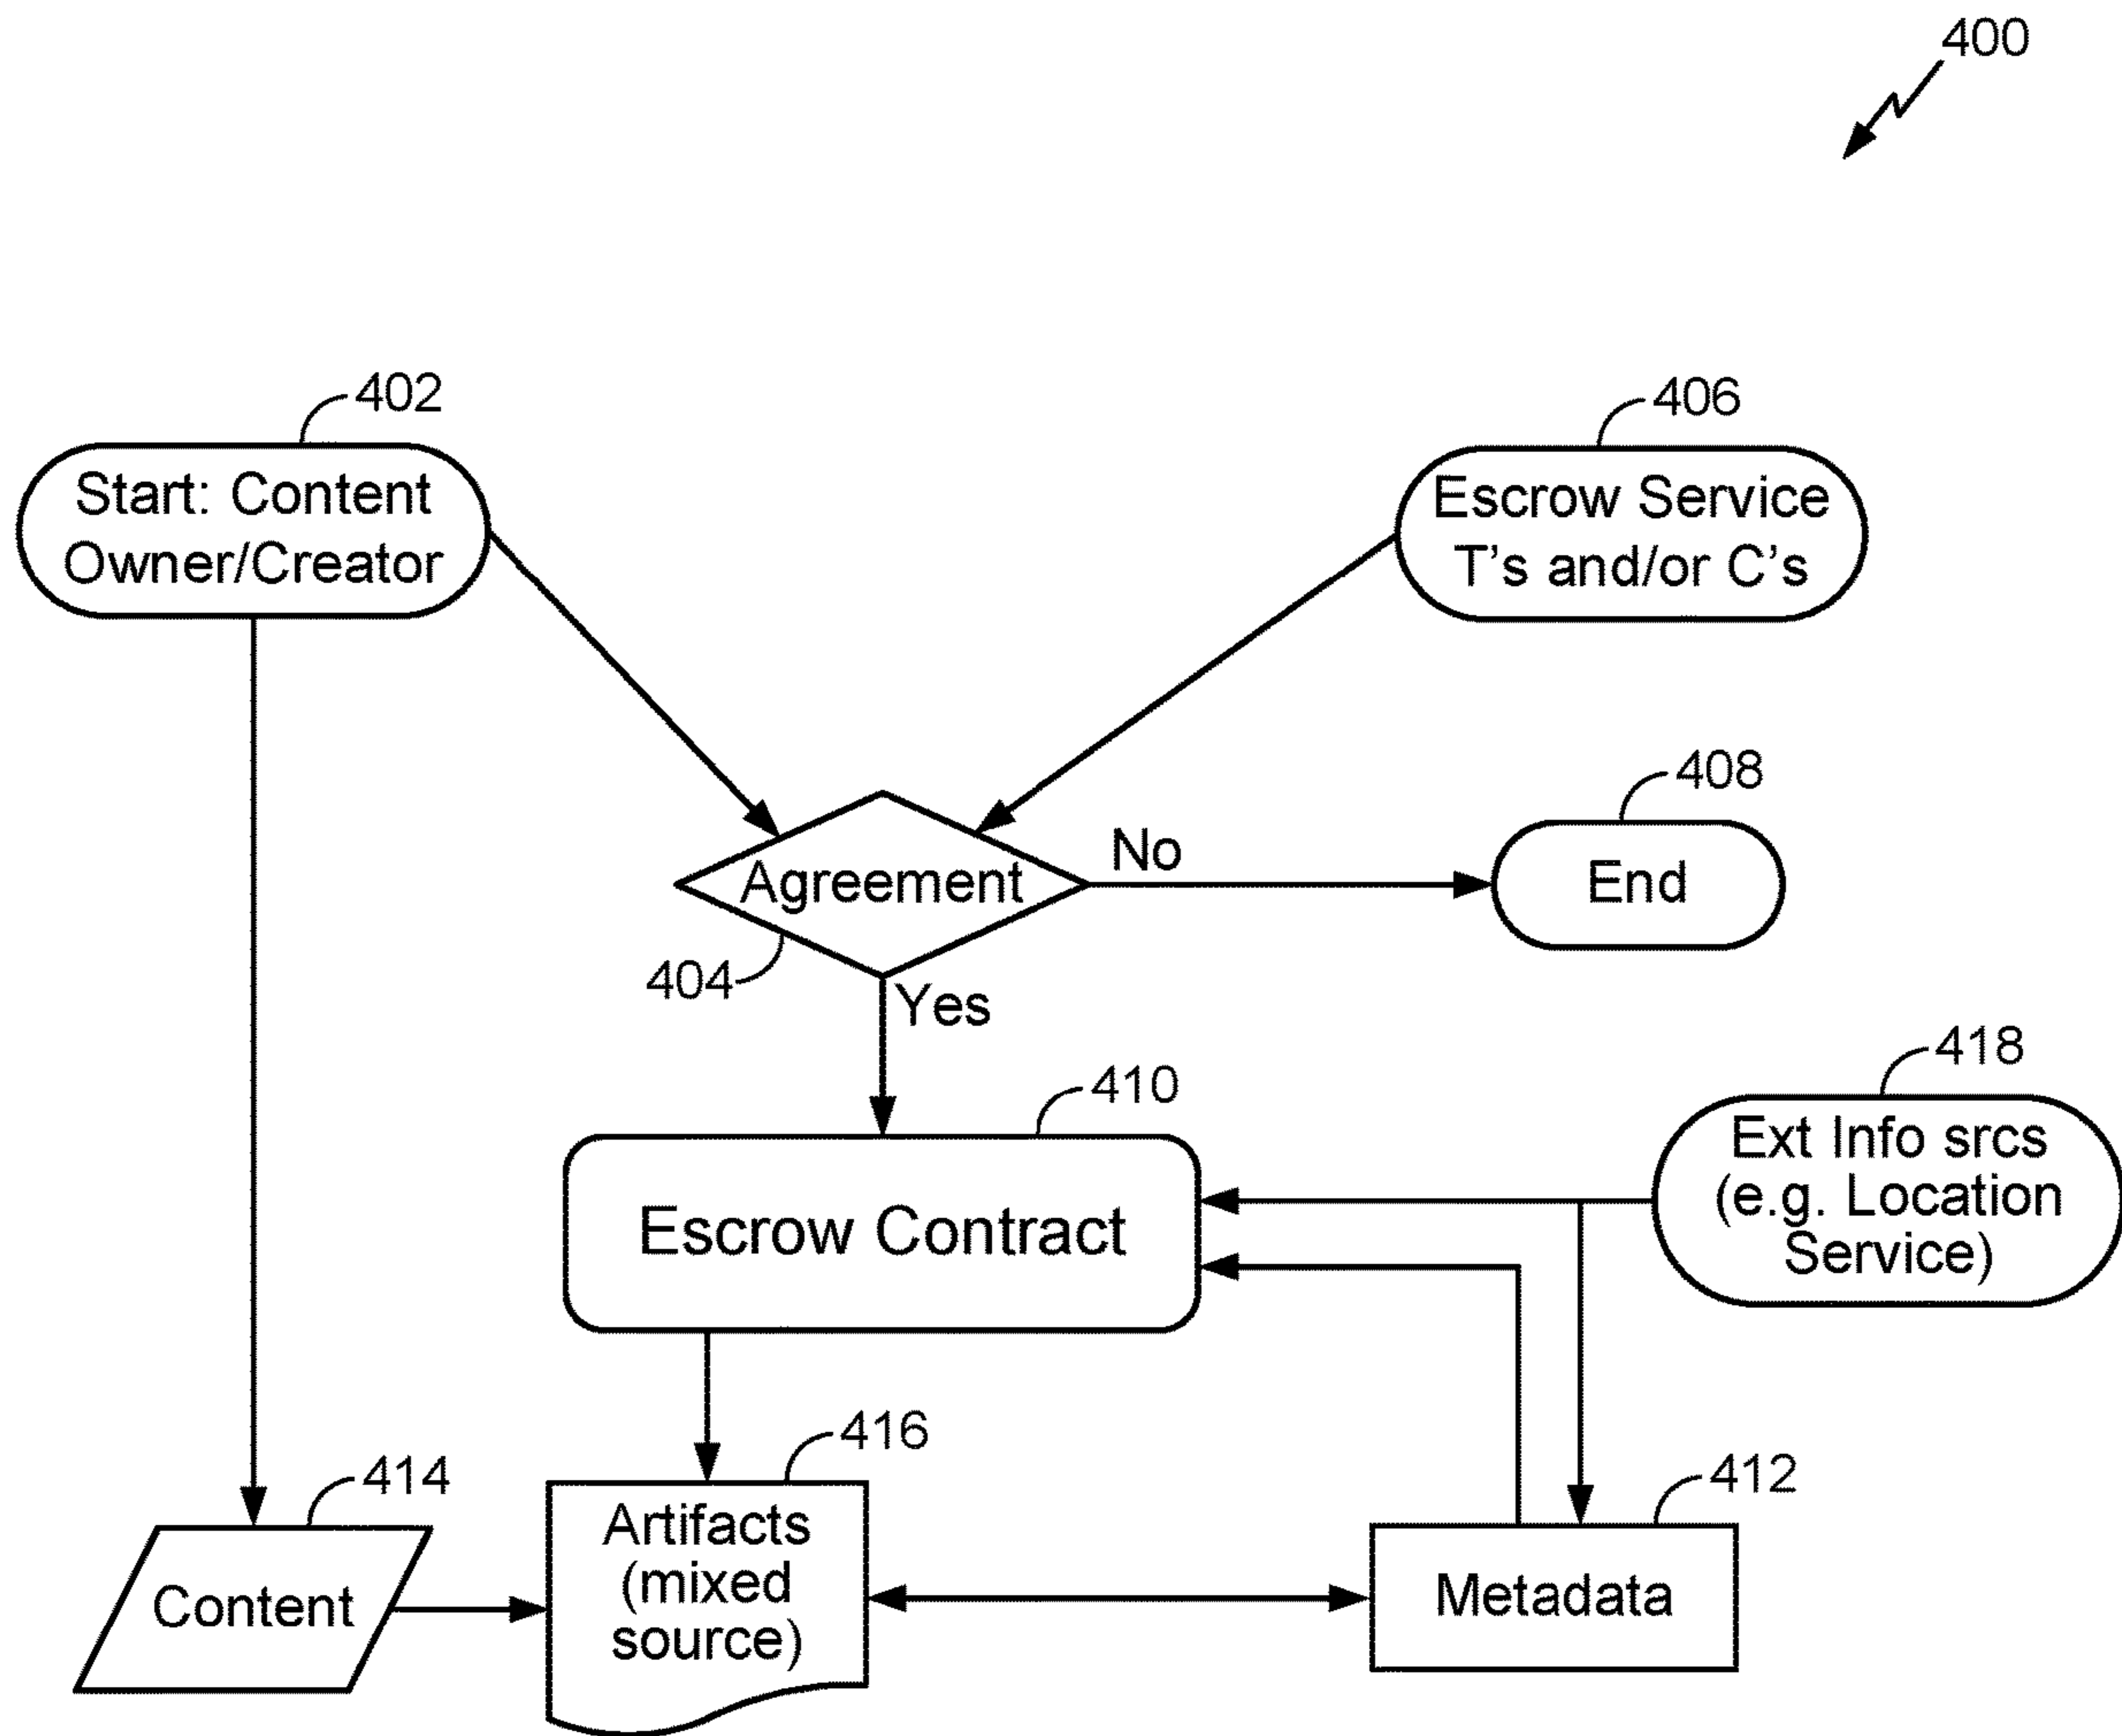 400
402
Start: Content
Owner/Creator
406
Escrow Service
T's and/or C's
408
End
No
Agreement
404
Yes
410
Escrow Contract
418
Ext Info srcs
(e.g. Location
Service)
414
Content
416
Artifacts
(mixed
source)
412
Metadata